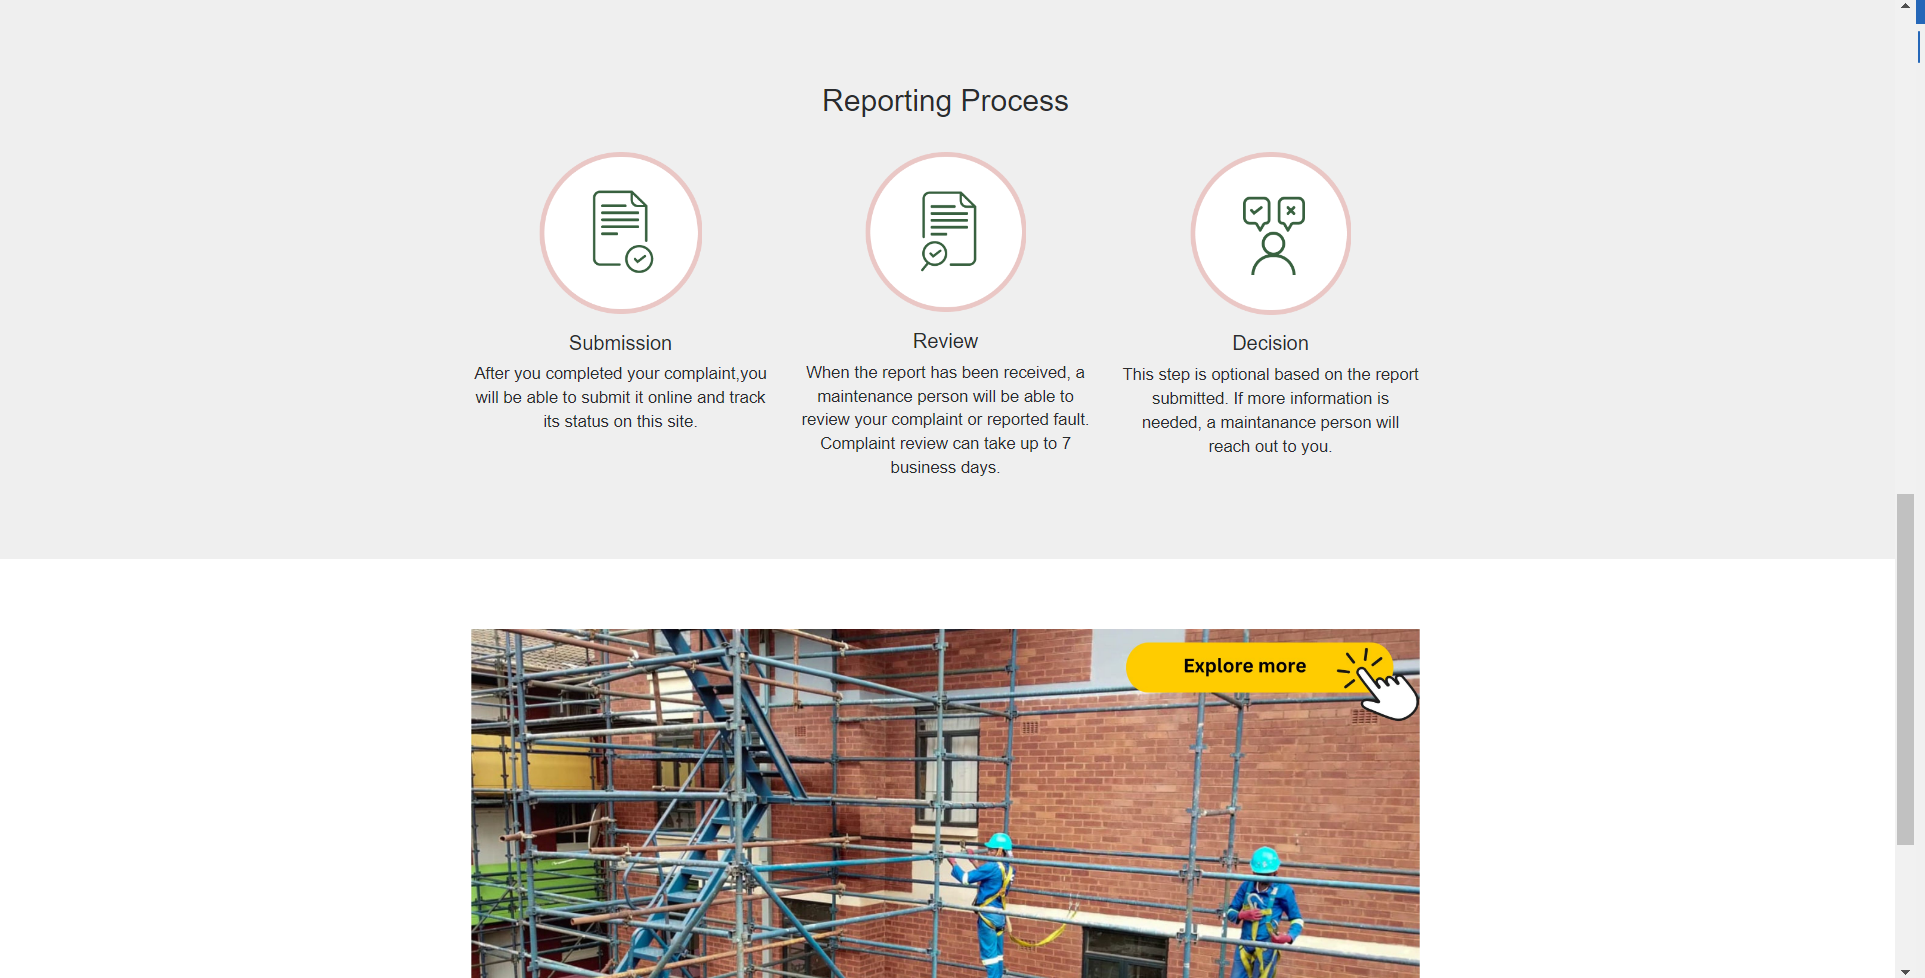 Reporting Process
Submission
After you completed your complaint,you
will be able to submit it online and track
its status on this site.
Review
When the report has been received, a
maintenance person will be able to
review your complaint or reported fault.
Complaint review can take up to 7
business days.
Decision
This step is optional based on the report
submitted. If more information is
needed, a maintanance person will
reach out to you.
Explore more